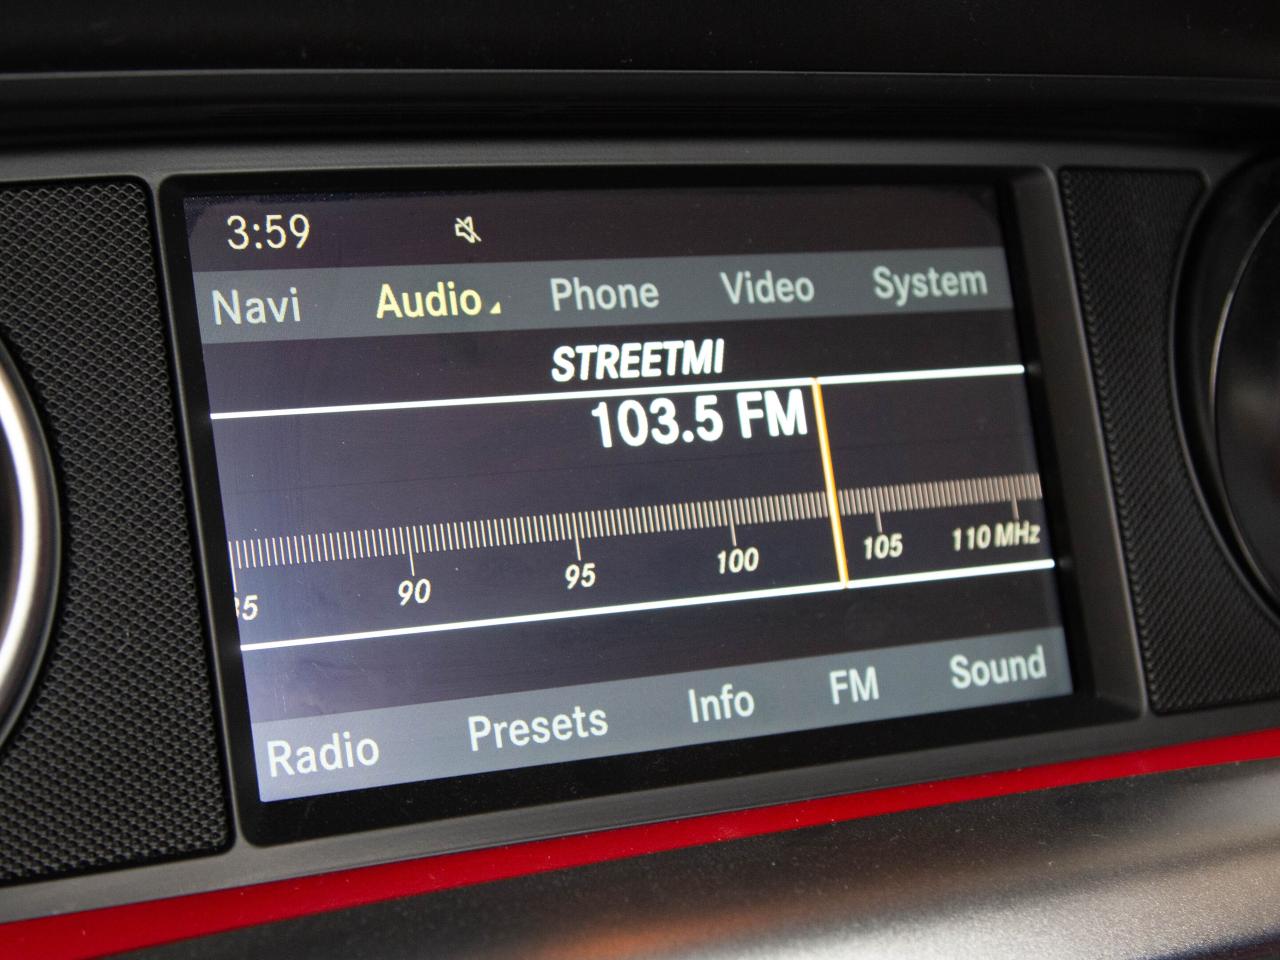 3:59
Navi Audio Phone Video System
STREETMI
103.5 FM
90 95 100 105 110 MHz
Radio Presets Info FM Sound